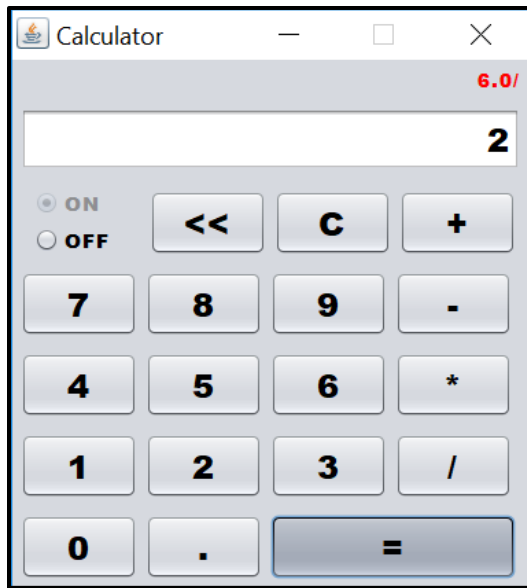 Calculator
6.0/
2
ON
OFF
<< C +
7 8 9 -
4 5 6 *
1 2 3 /
0 . =